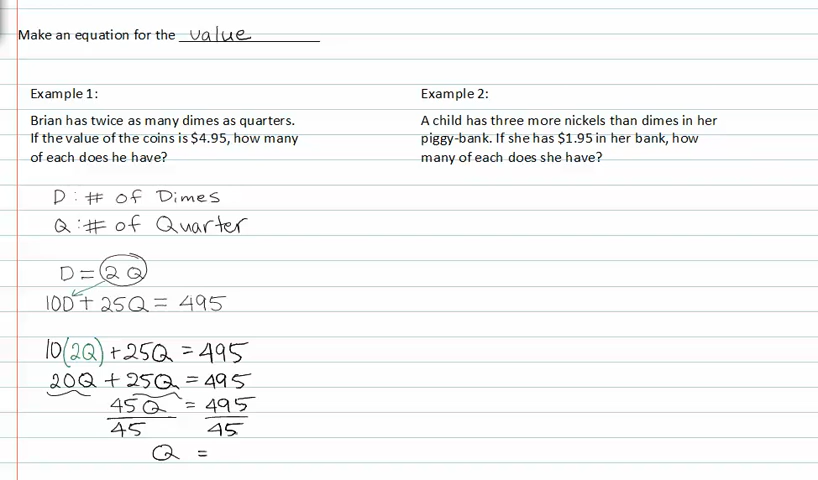 Make an equation for the value
Example 1:
Brian has twice as many dimes as quarters.
If the value of the coins is $4.95, how many
of each does he have?
D : # of Dimes
Q : # of Quarter
D = 2Q
10D + 25Q = 495
10(2Q) + 25Q = 495
20Q + 25Q = 495
45Q = 495
45 45
Q =
Example 2:
A child has three more nickels than dimes in her
piggy-bank. If she has $1.95 in her bank, how
many of each does she have?